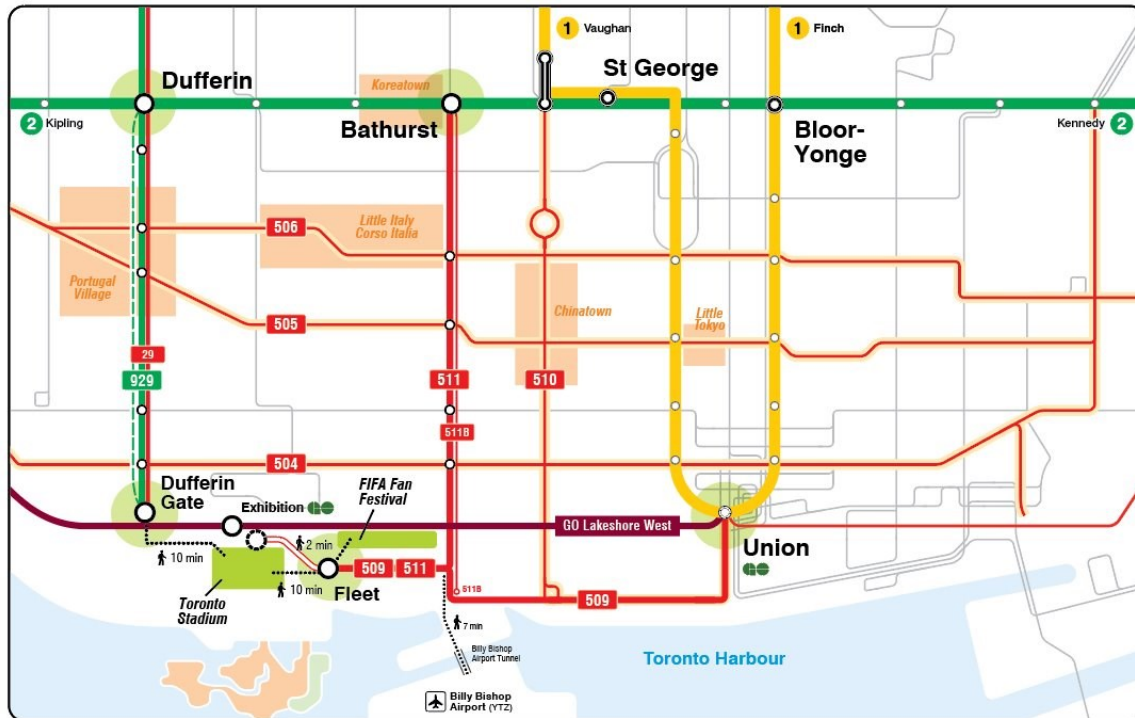 1 Vaughan
1 Finch
Dufferin
Koreatown
St George
2 Kipling
Bathurst
Bloor-
Yonge
Kennedy 2
506
Little Italy
Corso Italia
Portugal
Village
505
Chinatown
Little
Tokyo
29
929
511
510
511B
504
Dufferin
Gate
Exhibition
FIFA Fan
Festival
GO Lakeshore West
Union
2 min
10 min
509
511
Fleet
10 min
Toronto
Stadium
511B
509
7 min
Billy Bishop
Airport Tunnel
Toronto Harbour
Billy Bishop
Airport (YTZ)